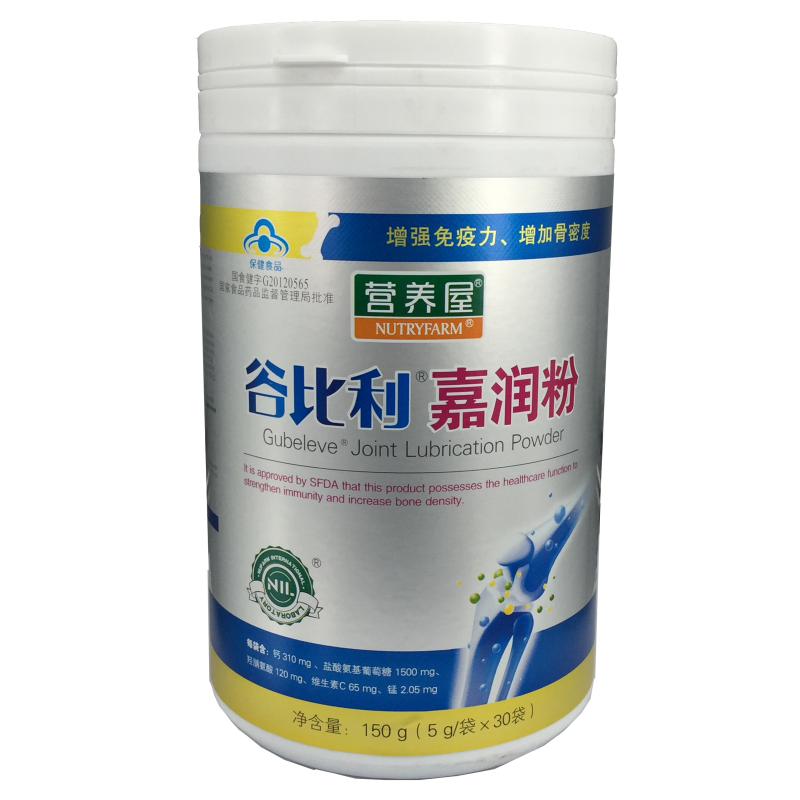 增强免疫力、增加骨密度
保健食品
国食健字G20120565
国家食品药品监督管理局批准
营养屋®
NUTRYFARM®
谷比利®嘉润粉
Gubeleve® Joint Lubrication Powder
It is approved by SFDA that this product possesses the healthcare function to
strengthen immunity and increase bone density.
NIL
LABORATORY
®
每袋含：钙 310 mg 、盐酸氨基葡萄糖 1500 mg、
羟脯氨酸 120 mg、维生素C 65 mg、锰 2.05 mg
净含量：150 g（5 g/袋×30袋）